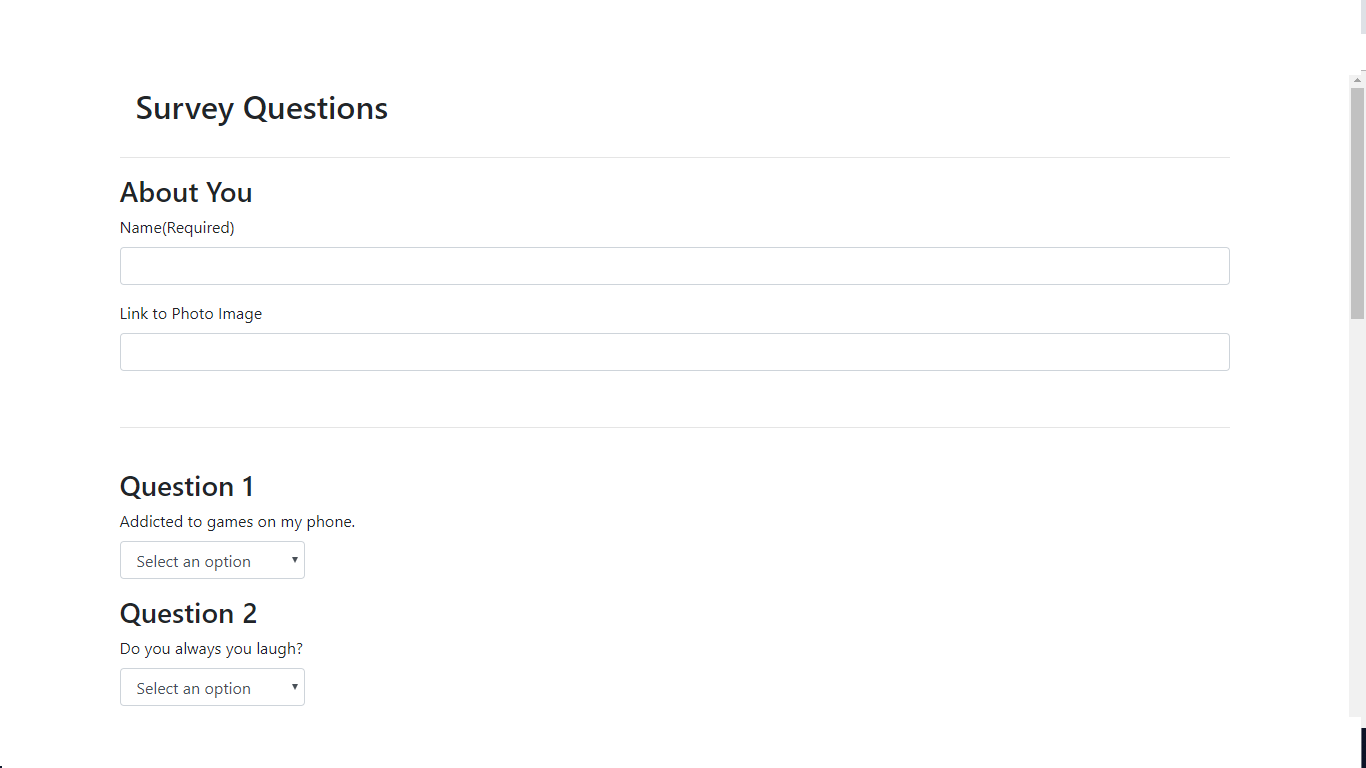 Survey Questions
About You
Name(Required)
Link to Photo Image
Question 1
Addicted to games on my phone.
Select an option
Question 2
Do you always you laugh?
Select an option